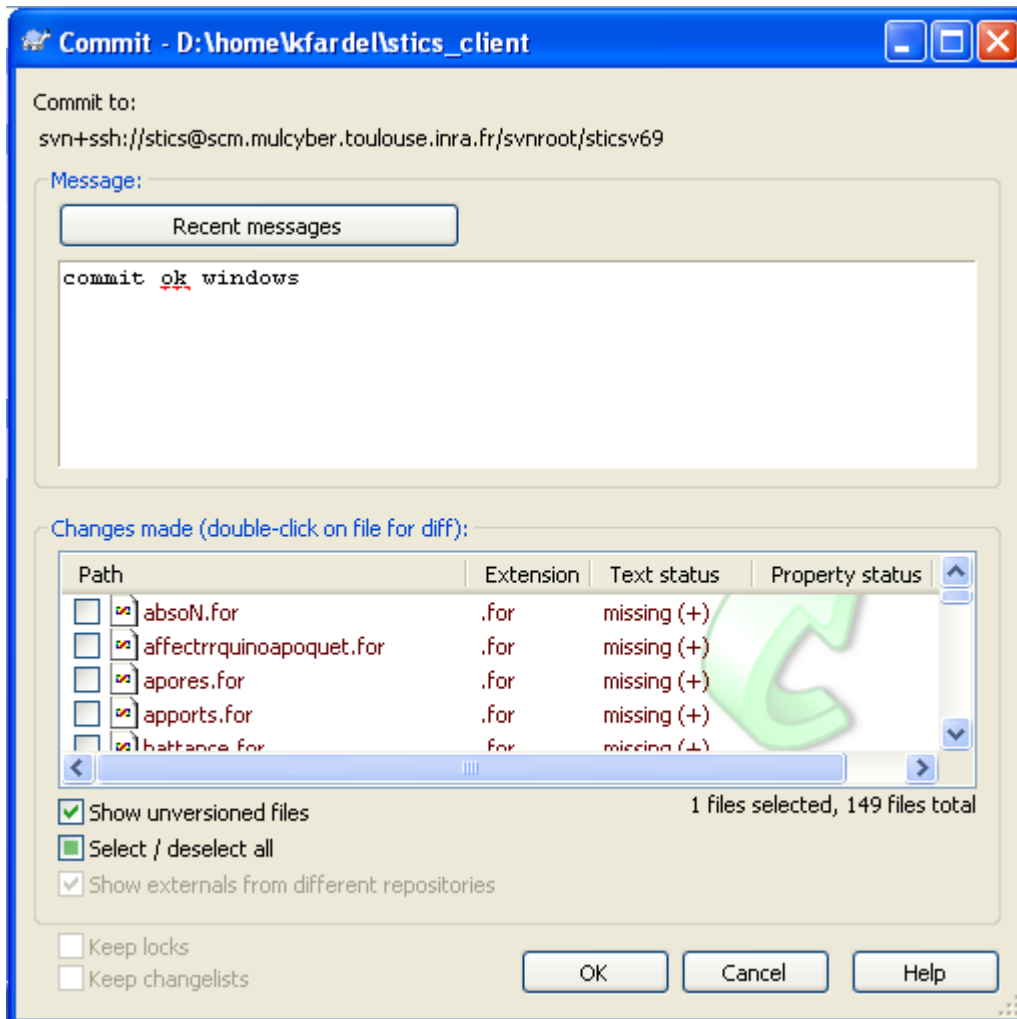 Commit - D:\home\kfardel\stics_client
Commit to:
svn+ssh://stics@scm.mulcyber.toulouse.inra.fr/svnroot/sticsv69
Message:
Recent messages
commit ok windows
Changes made (double-click on file for diff):
Path Extension Text status Property status
absoN.for .for missing (+)
affectrrquinoapoquet.for .for missing (+)
apores.for .for missing (+)
apports.for .for missing (+)
battance.for .for missing (+)
1 files selected, 149 files total
Show unversioned files
Select / deselect all
Show externals from different repositories
Keep locks
Keep changelists
OK Cancel Help